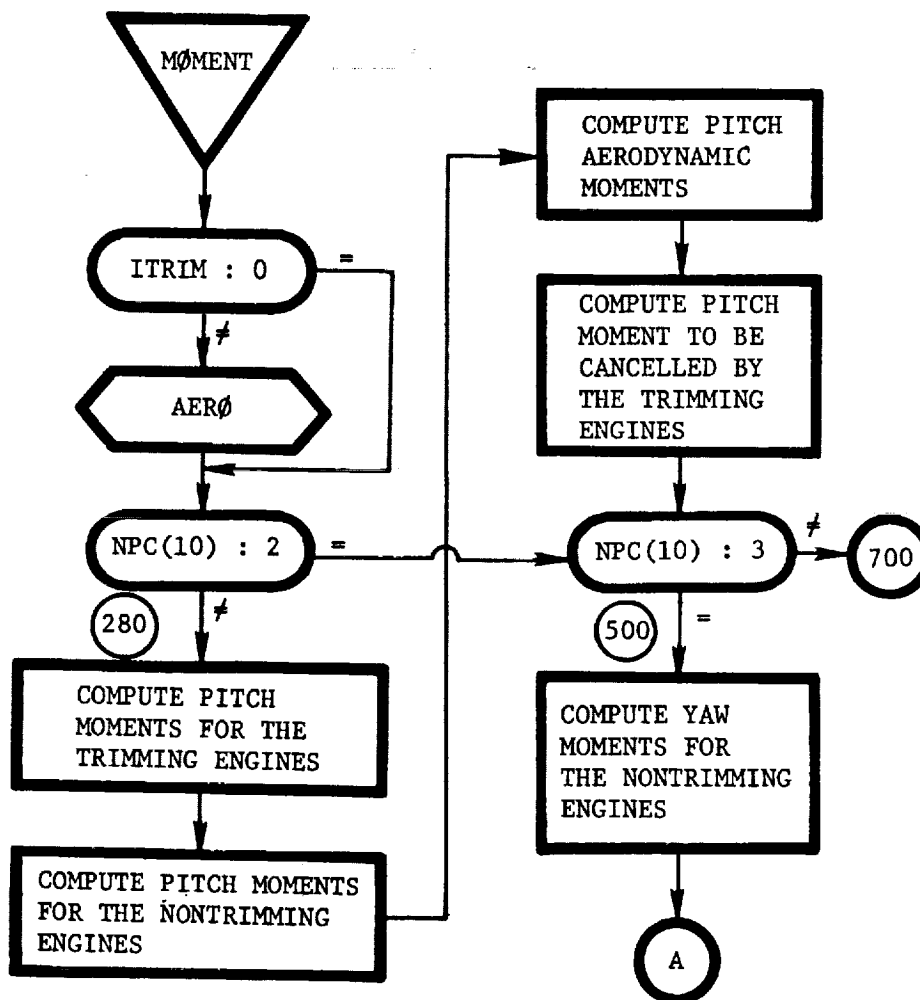 MØMENT
ITRIM : 0
=
≠
AERØ
NPC(10) : 2
=
≠
280
COMPUTE PITCH
MOMENTS FOR THE
TRIMMING ENGINES
COMPUTE PITCH MOMENTS
FOR THE NONTRIMMING
ENGINES
COMPUTE PITCH
AERODYNAMIC
MOMENTS
COMPUTE PITCH
MOMENT TO BE
CANCELLED BY
THE TRIMMING
ENGINES
NPC(10) : 3
≠
700
500
=
COMPUTE YAW
MOMENTS FOR
THE NONTRIMMING
ENGINES
A